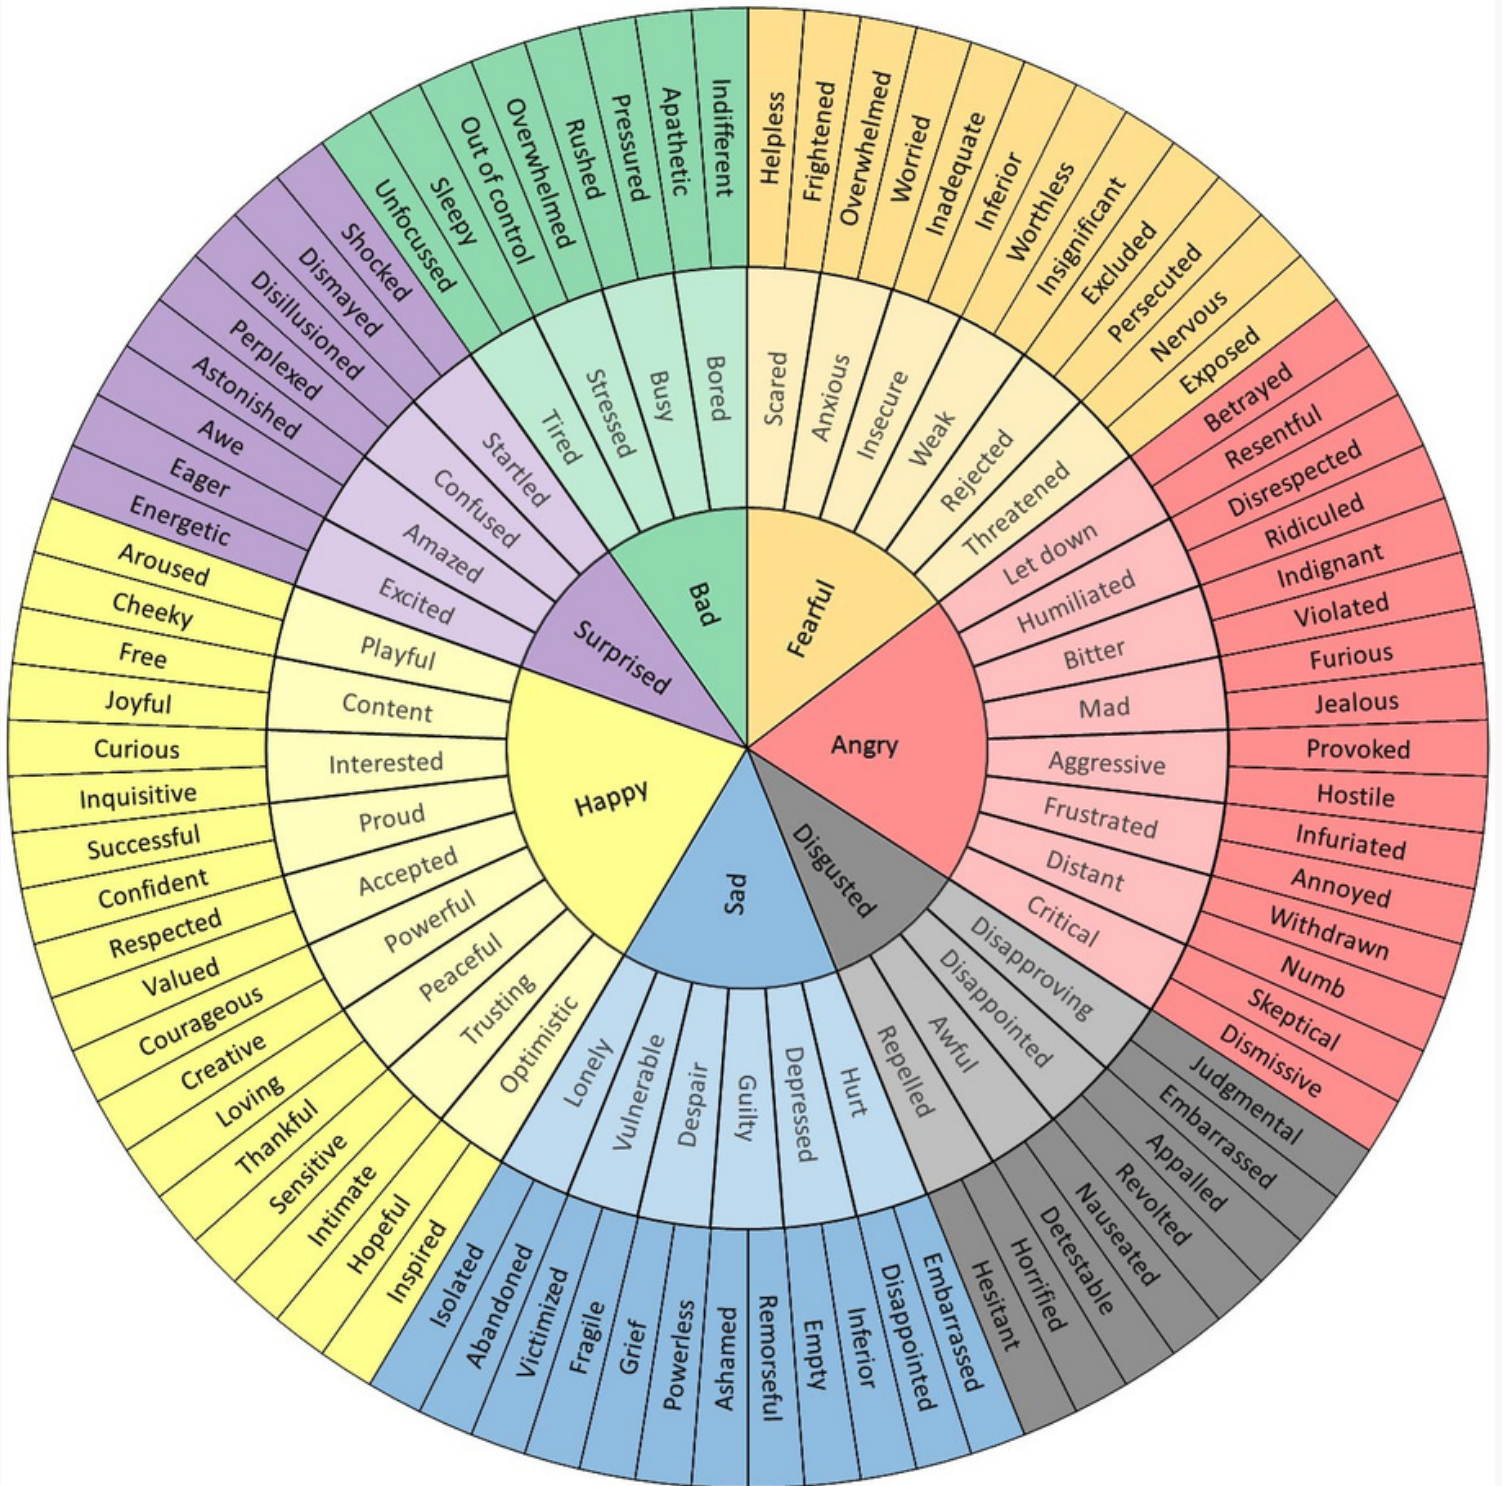 Fearful
Angry
Disgusted
Sad
Happy
Surprised
Bad
Scared
Anxious
Insecure
Weak
Rejected
Threatened
Let down
Humiliated
Bitter
Mad
Aggressive
Frustrated
Distant
Critical
Disapproving
Disappointed
Awful
Repelled
Hurt
Depressed
Guilty
Despair
Vulnerable
Lonely
Optimistic
Trusting
Peaceful
Powerful
Accepted
Proud
Interested
Content
Playful
Excited
Amazed
Confused
Startled
Tired
Stressed
Busy
Bored
Helpless
Frightened
Overwhelmed
Worried
Inadequate
Inferior
Worthless
Insignificant
Excluded
Persecuted
Nervous
Exposed
Betrayed
Resentful
Disrespected
Ridiculed
Indignant
Violated
Furious
Jealous
Provoked
Hostile
Infuriated
Annoyed
Withdrawn
Numb
Skeptical
Dismissive
Judgmental
Embarrassed
Appalled
Revolted
Nauseated
Detestable
Horrified
Hesitant
Embarrassed
Disappointed
Inferior
Empty
Remorseful
Ashamed
Powerless
Grief
Fragile
Victimized
Abandoned
Isolated
Inspired
Hopeful
Intimate
Sensitive
Thankful
Loving
Creative
Courageous
Valued
Respected
Confident
Successful
Inquisitive
Curious
Joyful
Free
Cheeky
Aroused
Energetic
Eager
Awe
Astonished
Perplexed
Disillusioned
Dismayed
Shocked
Unfocussed
Sleepy
Out of control
Overwhelmed
Rushed
Pressured
Apathetic
Indifferent